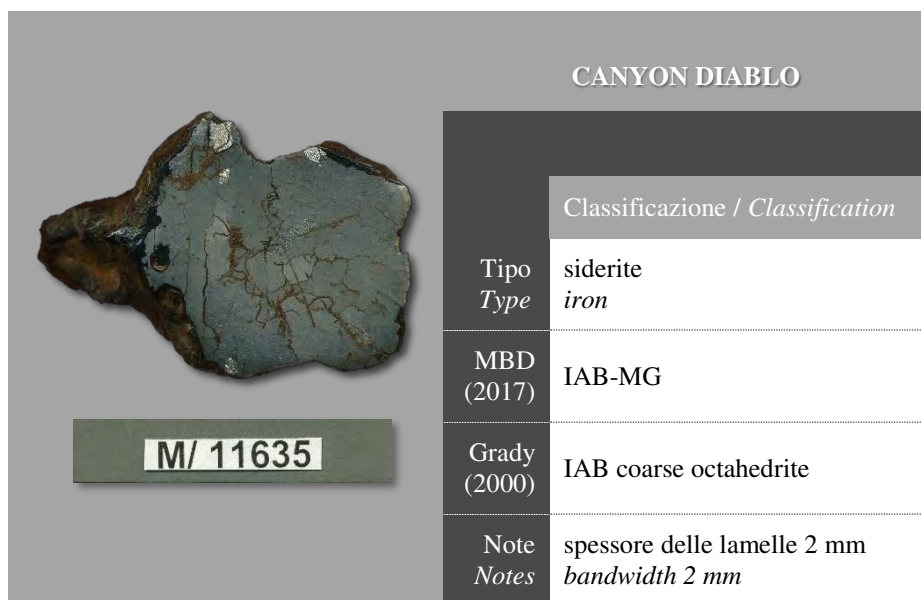 CANYON DIABLO
Classificazione / Classification
Tipo
Type
siderite
iron
MBD
(2017)
IAB-MG
Grady
(2000)
IAB coarse octahedrite
Note
Notes
spessore delle lamelle 2 mm
bandwidth 2 mm
M/ 11635